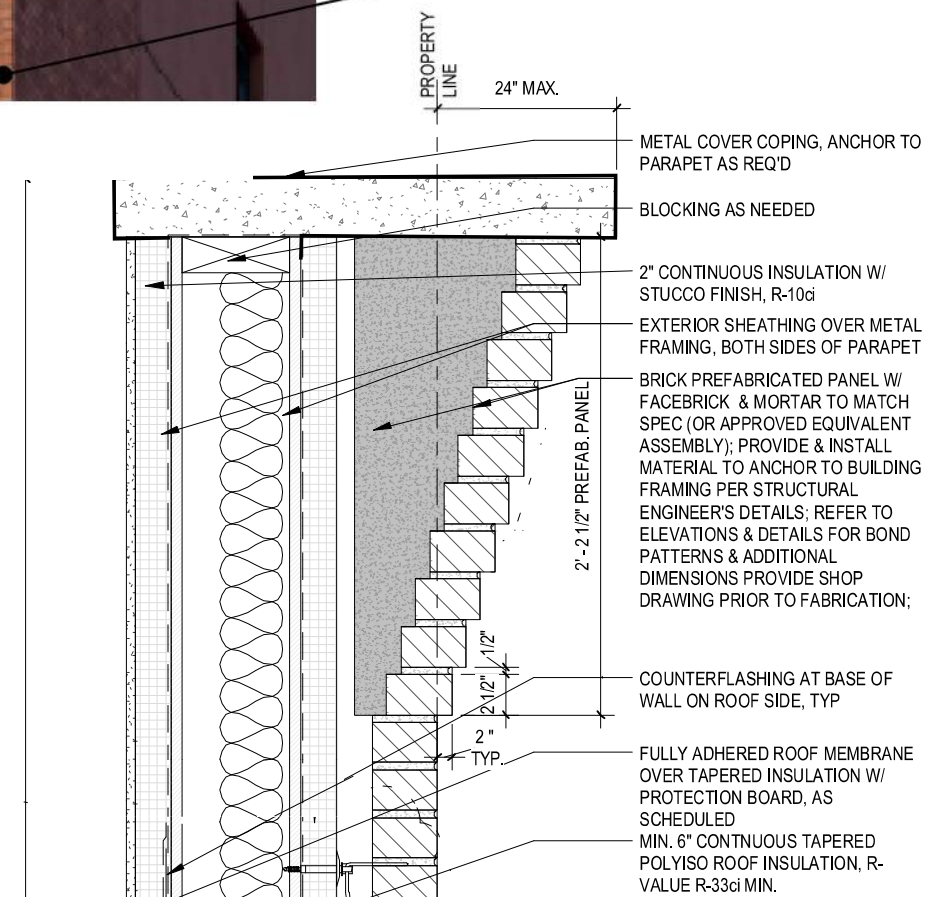 PROPERTY
LINE
24" MAX.
METAL COVER COPING, ANCHOR TO
PARAPET AS REQ'D
BLOCKING AS NEEDED
2" CONTINUOUS INSULATION W/
STUCCO FINISH, R-10ci
EXTERIOR SHEATHING OVER METAL
FRAMING, BOTH SIDES OF PARAPET
BRICK PREFABRICATED PANEL W/
FACEBRICK & MORTAR TO MATCH
SPEC (OR APPROVED EQUIVALENT
ASSEMBLY); PROVIDE & INSTALL
MATERIAL TO ANCHOR TO BUILDING
FRAMING PER STRUCTURAL
ENGINEER'S DETAILS; REFER TO
ELEVATIONS & DETAILS FOR BOND
PATTERNS & ADDITIONAL
DIMENSIONS PROVIDE SHOP
DRAWING PRIOR TO FABRICATION;
2' - 2 1/2" PREFAB. PANEL
1/2"
2 1/2"
2 "
TYP.
COUNTERFLASHING AT BASE OF
WALL ON ROOF SIDE, TYP
FULLY ADHERED ROOF MEMBRANE
OVER TAPERED INSULATION W/
PROTECTION BOARD, AS
SCHEDULED
MIN. 6" CONTNUOUS TAPERED
POLYISO ROOF INSULATION, R-
VALUE R-33ci MIN.